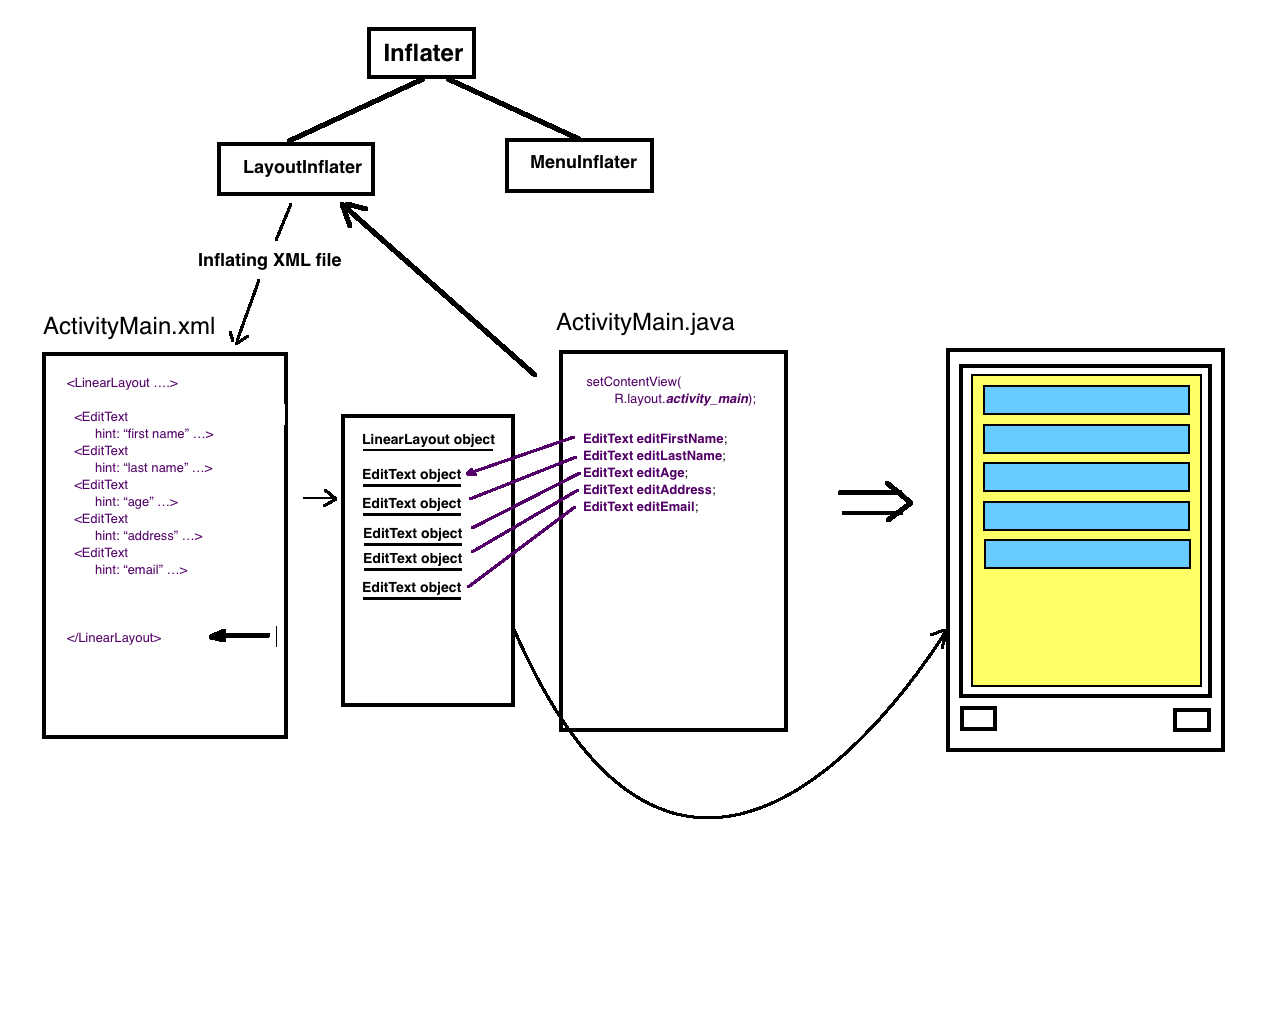 Inflater
LayoutInflater
MenuInflater
Inflating XML file
ActivityMain.xml
<LinearLayout ….>
<EditText
hint: “first name” …>
<EditText
hint: “last name” …>
<EditText
hint: “age” …>
<EditText
hint: “address” …>
<EditText
hint: “email” …>
</LinearLayout>
LinearLayout object
EditText object
EditText object
EditText object
EditText object
EditText object
ActivityMain.java
setContentView(
R.layout.activity_main);
EditText editFirstName;
EditText editLastName;
EditText editAge;
EditText editAddress;
EditText editEmail;